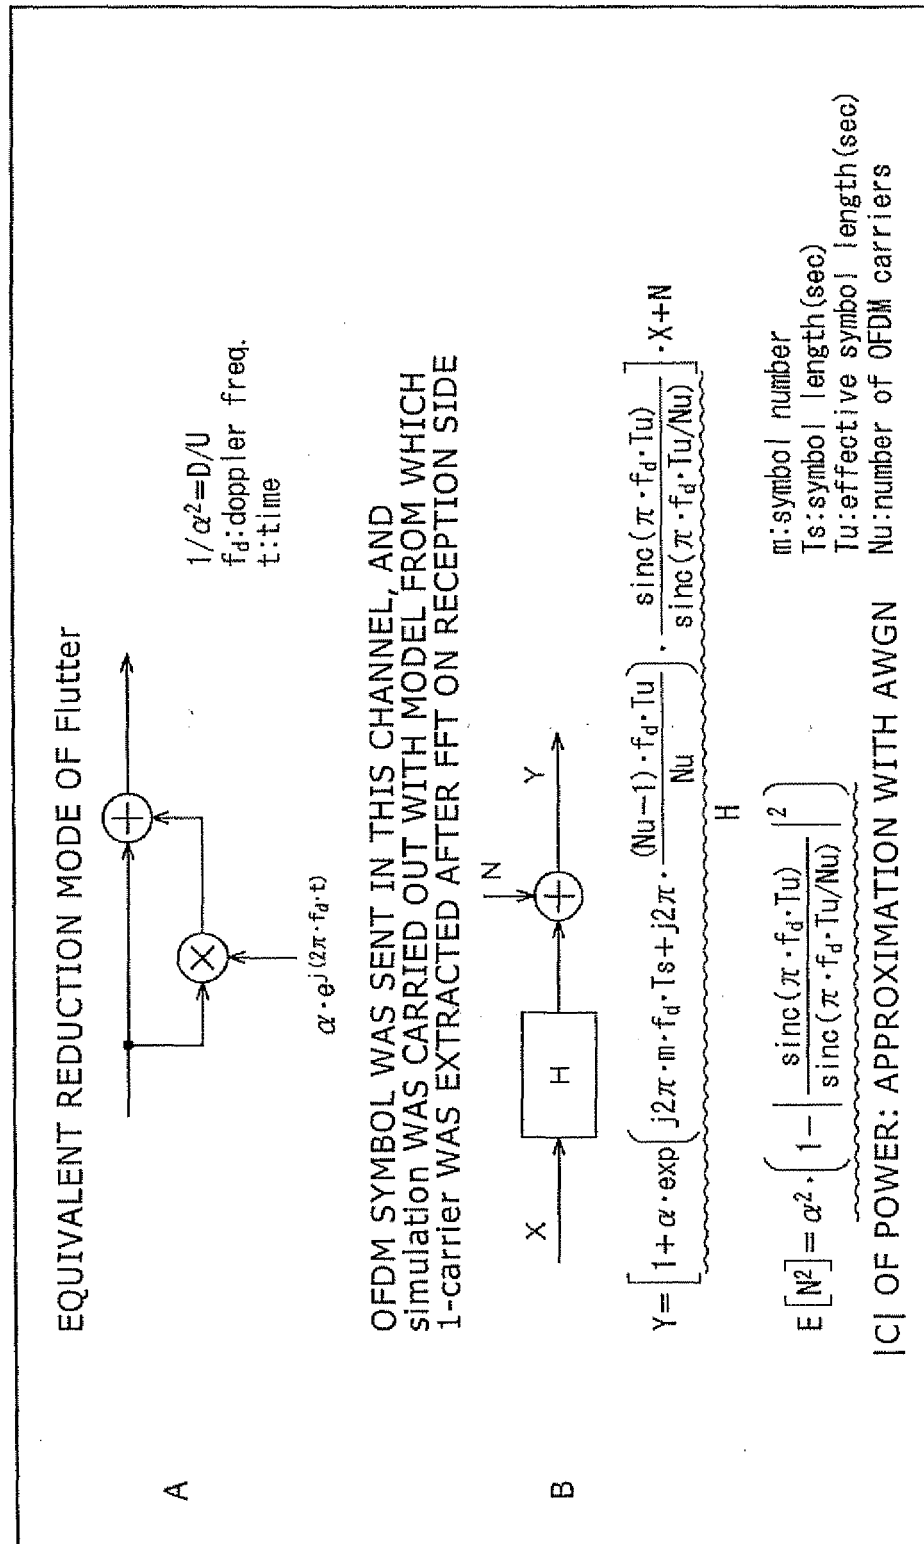 A
EQUIVALENT REDUCTION MODE OF Flutter
+
×
α·e^j(2π·f_d·t)
1/α²=D/U
f_d:doppler freq.
t:time
B
OFDM SYMBOL WAS SENT IN THIS CHANNEL, AND
simulation WAS CARRIED OUT WITH MODEL FROM WHICH
1-carrier WAS EXTRACTED AFTER FFT ON RECEPTION SIDE
X
H
N
+
Y
Y=[1+α·exp(j2π·m·f_d·Ts+j2π·(Nu−1)·f_d·Tu/Nu)·sinc(π·f_d·Tu)/sinc(π·f_d·Tu/Nu)]·X+N
H
E[N²]=α²·(1−|sinc(π·f_d·Tu)/sinc(π·f_d·Tu/Nu)|²)
|C| OF POWER: APPROXIMATION WITH AWGN
m:symbol number
Ts:symbol length(sec)
Tu:effective symbol length(sec)
Nu:number of OFDM carriers